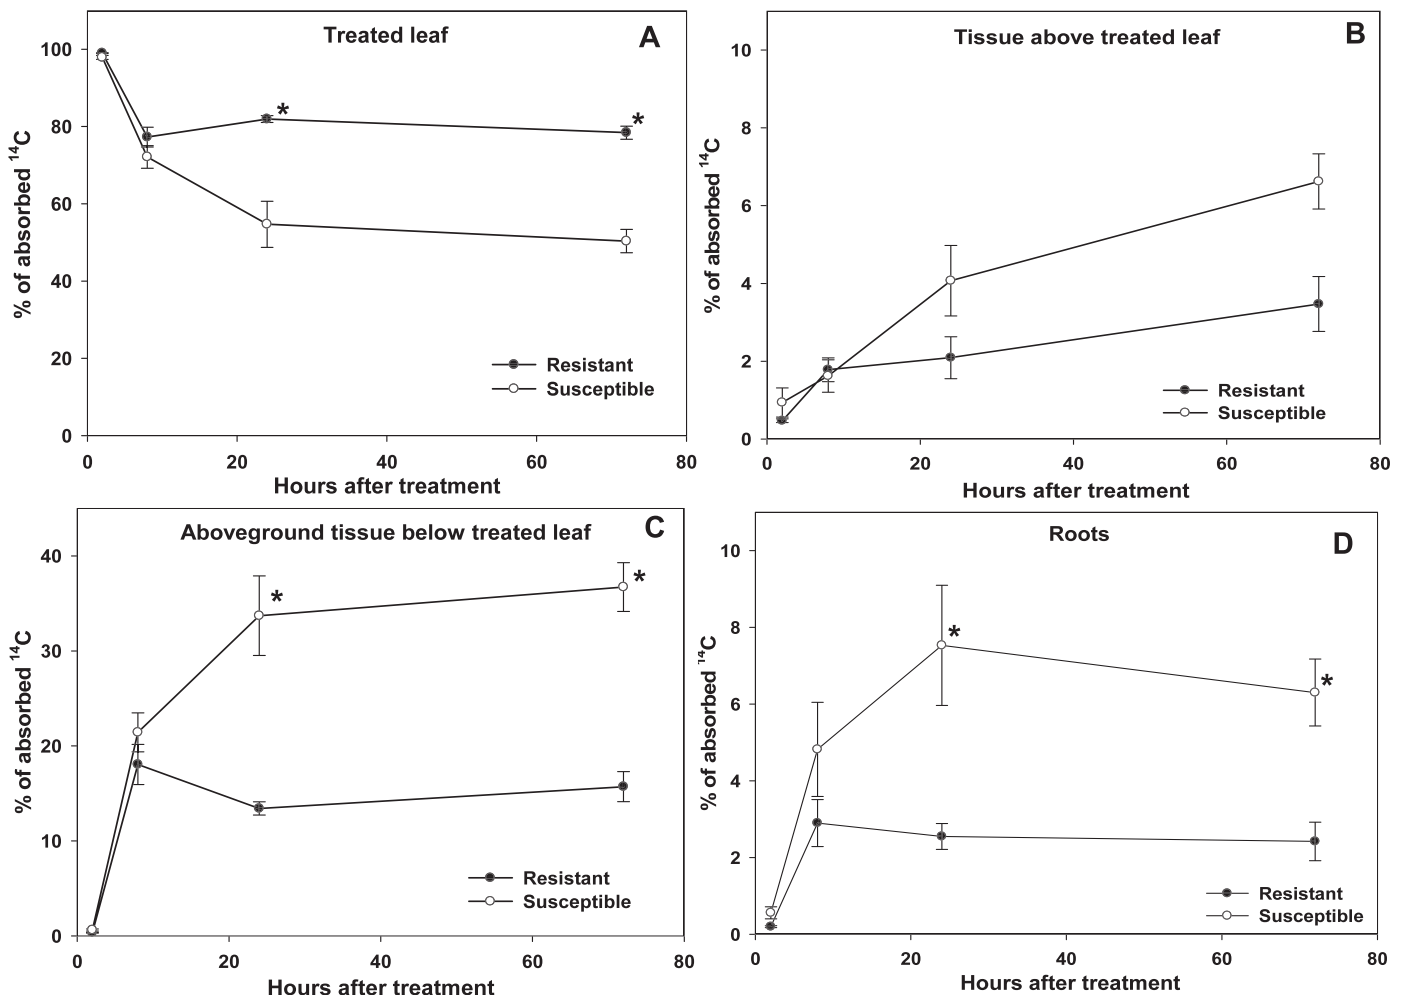 Treated leaf
A
% of absorbed ¹⁴C
100
80
60
40
20
0
*
*
Resistant
Susceptible
0 20 40 60 80
Hours after treatment
Tissue above treated leaf
B
% of absorbed ¹⁴C
10
8
6
4
2
0
Resistant
Susceptible
0 20 40 60 80
Hours after treatment
Aboveground tissue below treated leaf
C
% of absorbed ¹⁴C
40
30
20
10
0
*
*
Resistant
Susceptible
0 20 40 60 80
Hours after treatment
Roots
D
% of absorbed ¹⁴C
10
8
6
4
2
0
*
*
Resistant
Susceptible
0 20 40 60 80
Hours after treatment